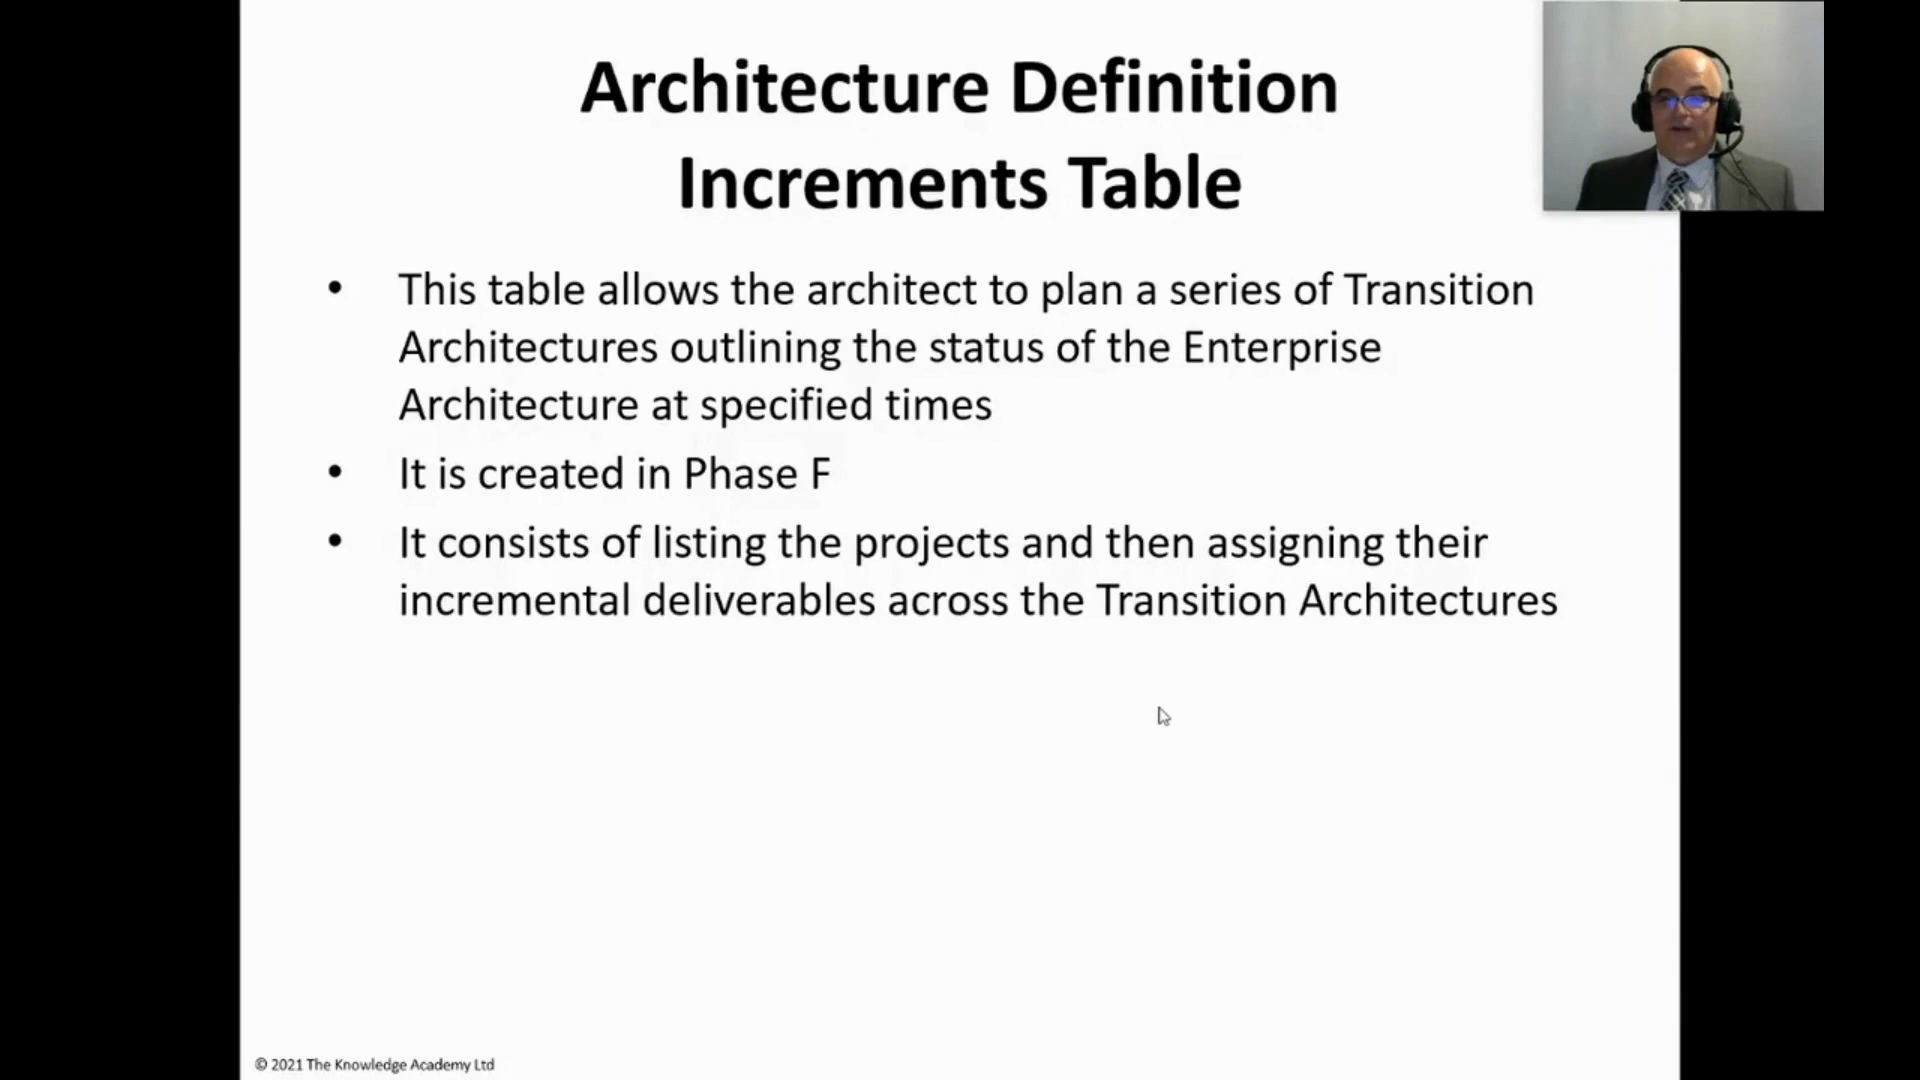 Architecture Definition
Increments Table
• This table allows the architect to plan a series of Transition
Architectures outlining the status of the Enterprise
Architecture at specified times
• It is created in Phase F
• It consists of listing the projects and then assigning their
incremental deliverables across the Transition Architectures
© 2021 The Knowledge Academy Ltd